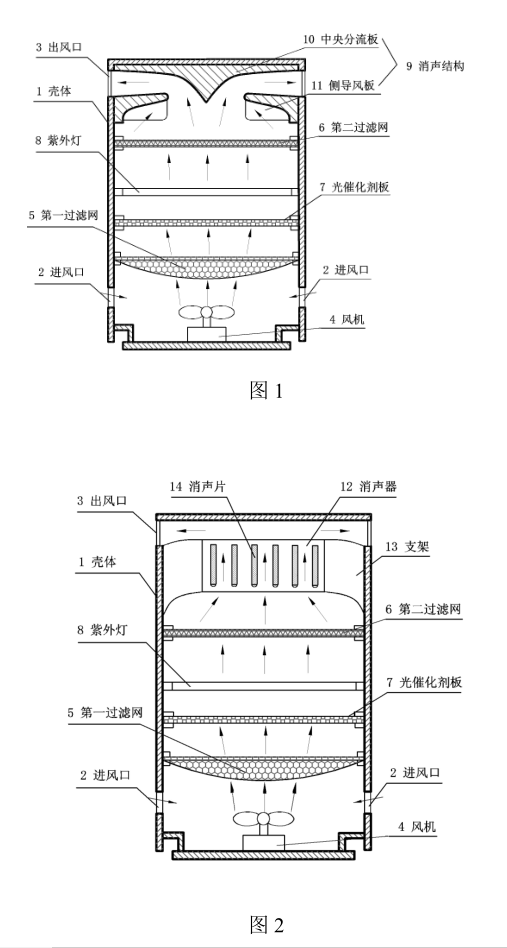 10 中央分流板
3 出风口
9 消声结构
1 壳体
11 侧导风板
6 第二过滤网
8 紫外灯
7 光催化剂板
5 第一过滤网
2 进风口
2 进风口
4 风机
图 1
14 消声片
12 消声器
3 出风口
13 支架
1 壳体
6 第二过滤网
8 紫外灯
7 光催化剂板
5 第一过滤网
2 进风口
2 进风口
4 风机
图 2